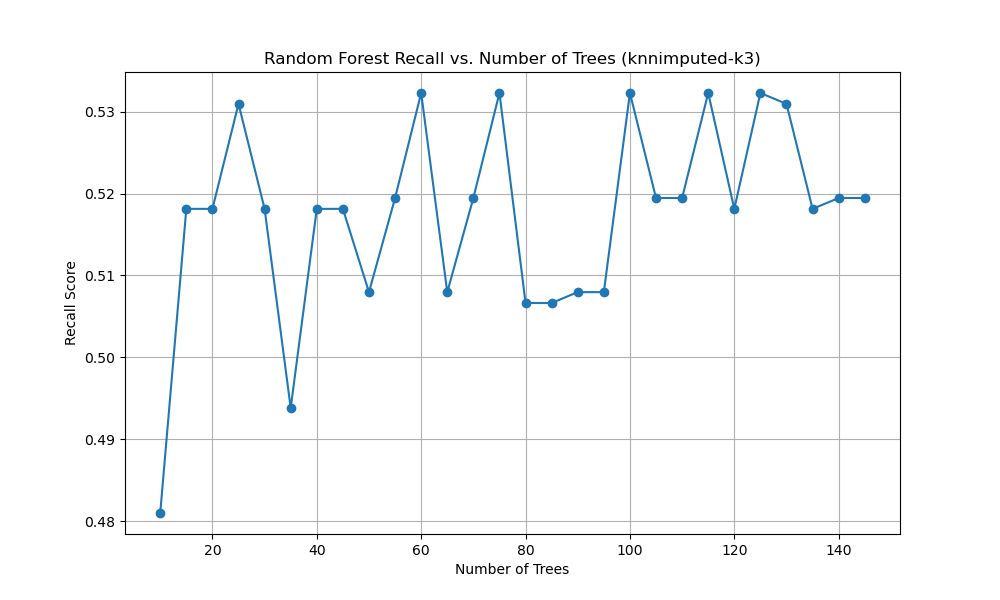 Random Forest Recall vs. Number of Trees (knnimputed-k3)
0.53
0.52
0.51
0.50
0.49
0.48
Recall Score
20 40 60 80 100 120 140
Number of Trees